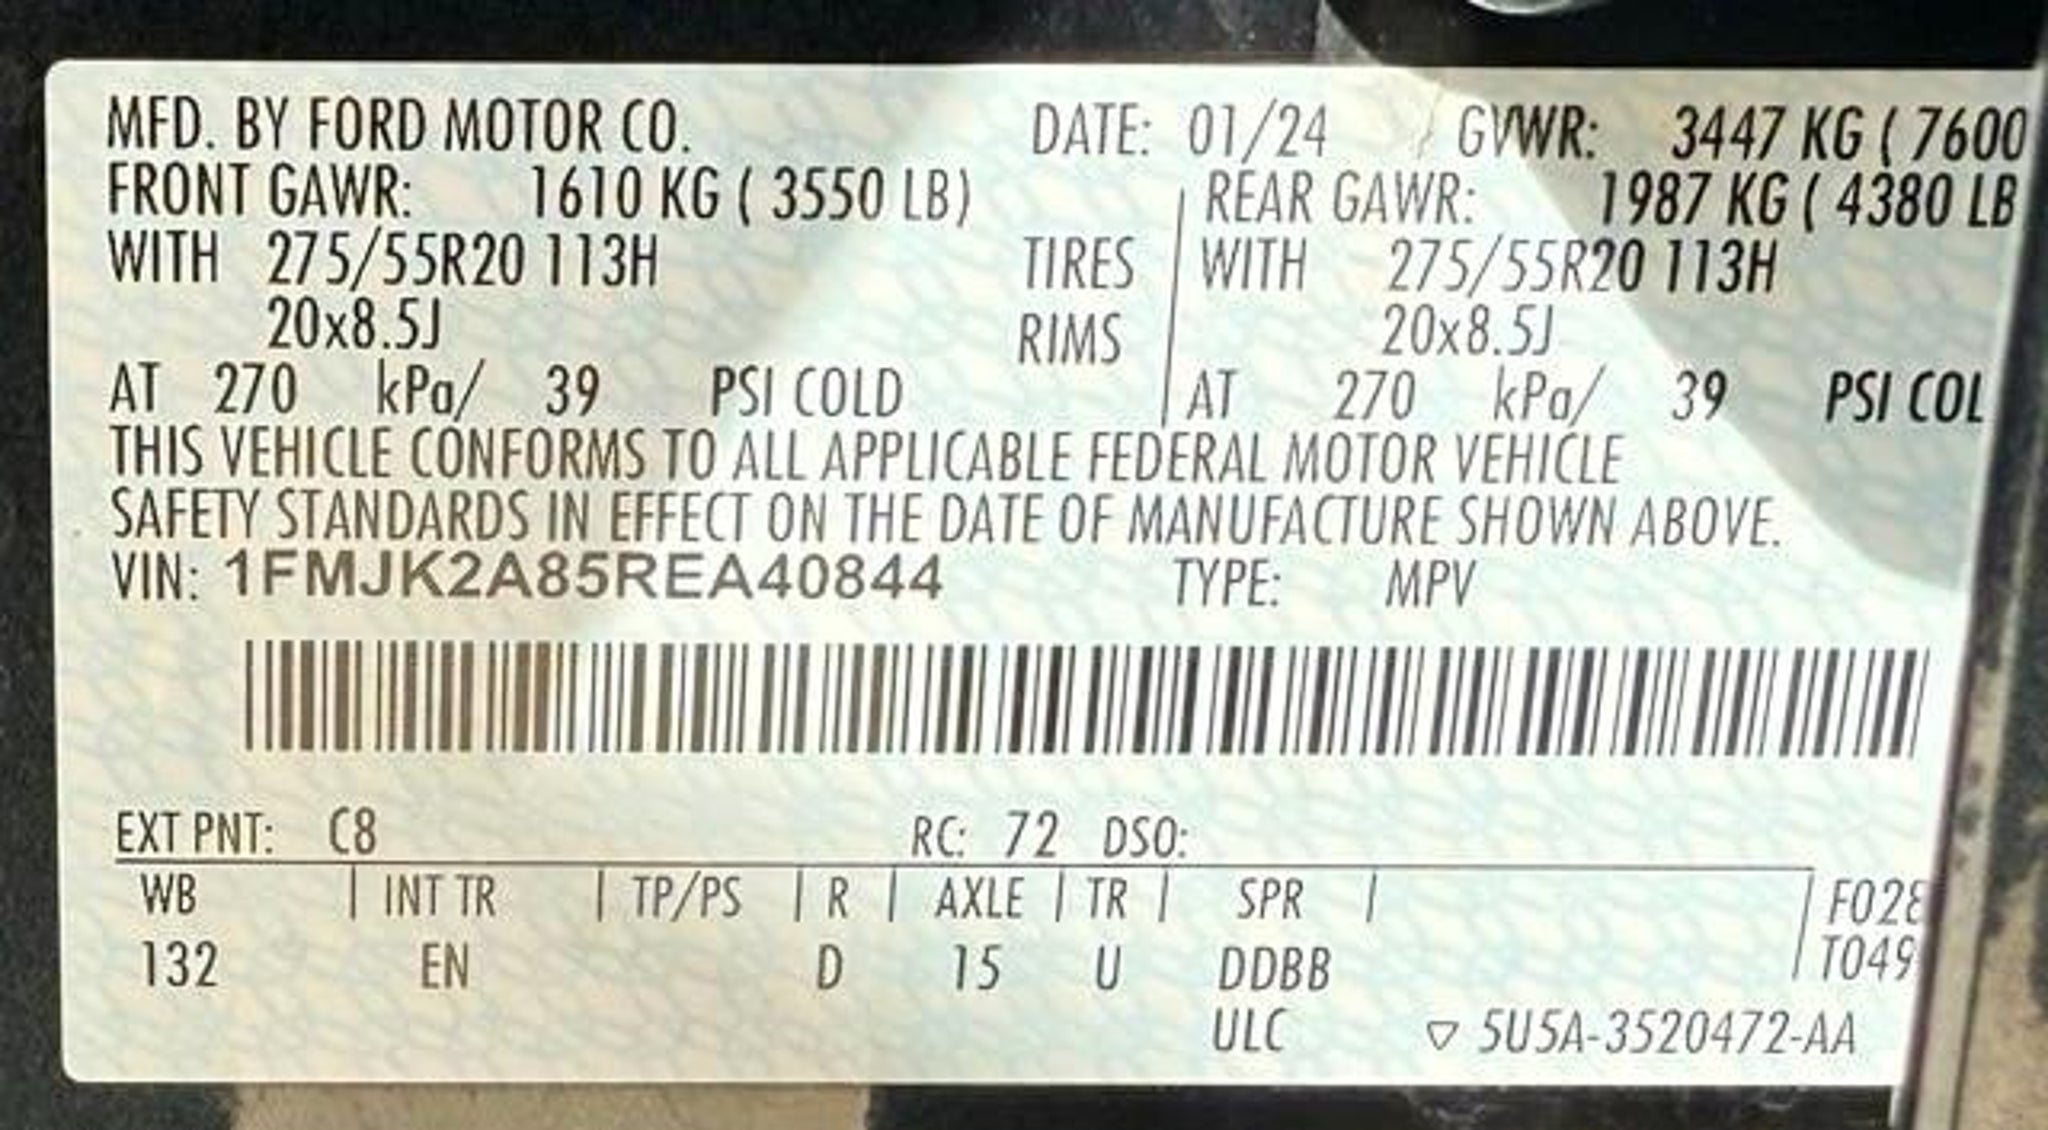 MFD. BY FORD MOTOR CO. DATE: 01/24 GVWR: 3447 KG ( 7600
FRONT GAWR: 1610 KG ( 3550 LB) REAR GAWR: 1987 KG ( 4380 LB
WITH 275/55R20 113H TIRES WITH 275/55R20 113H
20x8.5J RIMS 20x8.5J
AT 270 kPa/ 39 PSI COLD AT 270 kPa/ 39 PSI COL
THIS VEHICLE CONFORMS TO ALL APPLICABLE FEDERAL MOTOR VEHICLE
SAFETY STANDARDS IN EFFECT ON THE DATE OF MANUFACTURE SHOWN ABOVE.
VIN: 1FMJK2A85REA40844 TYPE: MPV
EXT PNT: C8 RC: 72 DSO:
WB | INT TR | TP/PS | R | AXLE | TR | SPR | F028
132 EN D 15 U DDBB T049
ULC ▽ 5U5A-3520472-AA